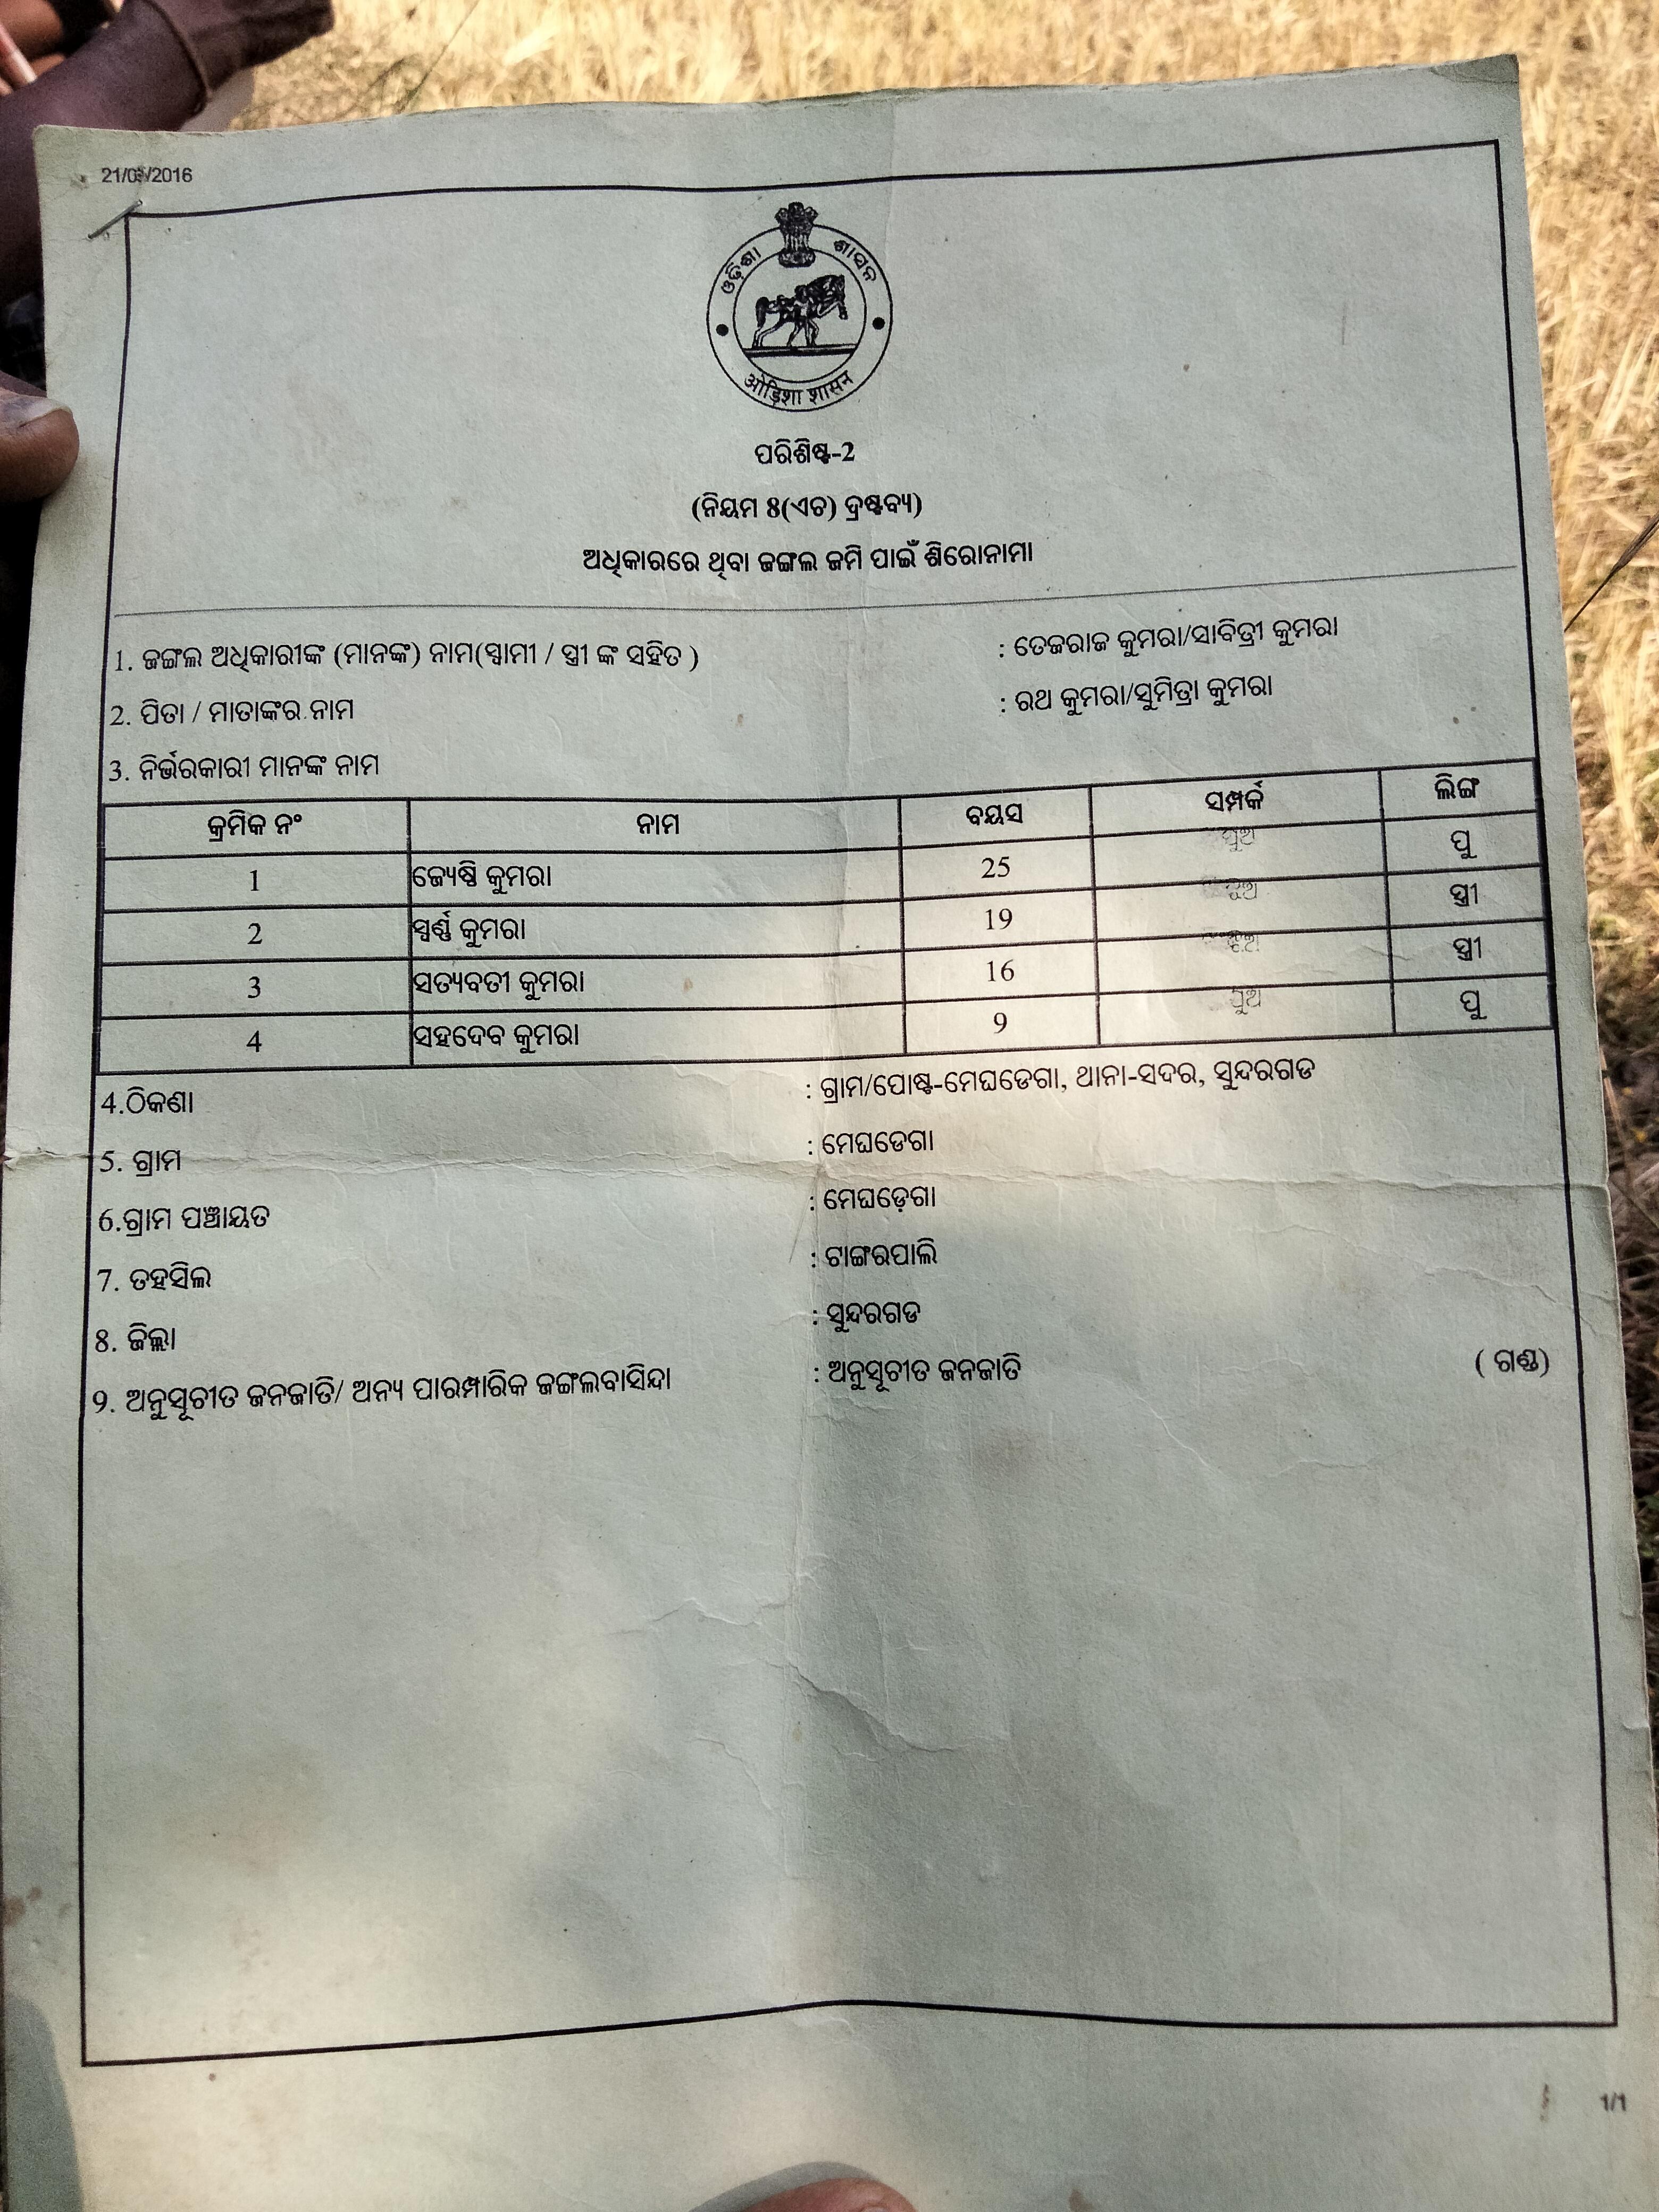 21/03/2016
ଓଡ଼ିଶା ଶାସନ
ओड़िशा शासन
ପରିଶିଷ୍ଟ-2
(ନିୟମ 8(ଏଚ) ଦ୍ରଷ୍ଟବ୍ୟ)
ଅଧିକାରରେ ଥିବା ଜଙ୍ଗଲ ଜମି ପାଇଁ ଶିରୋନାମା
1. ଜଙ୍ଗଲ ଅଧିକାରୀଙ୍କ (ମାନଙ୍କ) ନାମ(ସ୍ଵାମୀ / ସ୍ତ୍ରୀ ଙ୍କ ସହିତ ) : ତେଜରାଜ କୁମରା/ସାବିତ୍ରୀ କୁମରା
2. ପିତା / ମାତାଙ୍କର ନାମ : ରଥ କୁମରା/ସୁମିତ୍ରା କୁମରା
3. ନିର୍ଭରକାରୀ ମାନଙ୍କ ନାମ
କ୍ରମିକ ନଂ ନାମ ବୟସ ସମ୍ପର୍କ ଲିଙ୍ଗ
1 ଜ୍ୟେଷ୍ଠି କୁମରା 25 ପୁଅ ପୁ
2 ସ୍ଵର୍ଣ୍ଣ କୁମରା 19 ସ୍ତ୍ରୀ
3 ସତ୍ୟବତୀ କୁମରା 16 ସ୍ତ୍ରୀ
4 ସହଦେବ କୁମରା 9 ପୁଅ ପୁ
4.ଠିକଣା : ଗ୍ରାମ/ପୋଷ୍ଟ-ମେଘଡେଗା, ଥାନା-ସଦର, ସୁନ୍ଦରଗଡ
5. ଗ୍ରାମ : ମେଘଡେଗା
6.ଗ୍ରାମ ପଞ୍ଚାୟତ : ମେଘଡ଼େଗା
7. ତହସିଲ : ଟାଙ୍ଗରପାଲି
8. ଜିଲ୍ଲା : ସୁନ୍ଦରଗଡ
9. ଅନୁସୂଚୀତ ଜନଜାତି/ ଅନ୍ୟ ପାରମ୍ପାରିକ ଜଙ୍ଗଲବାସିନ୍ଦା : ଅନୁସୂଚୀତ ଜନଜାତି ( ଗଣ୍ଡ)
1/1